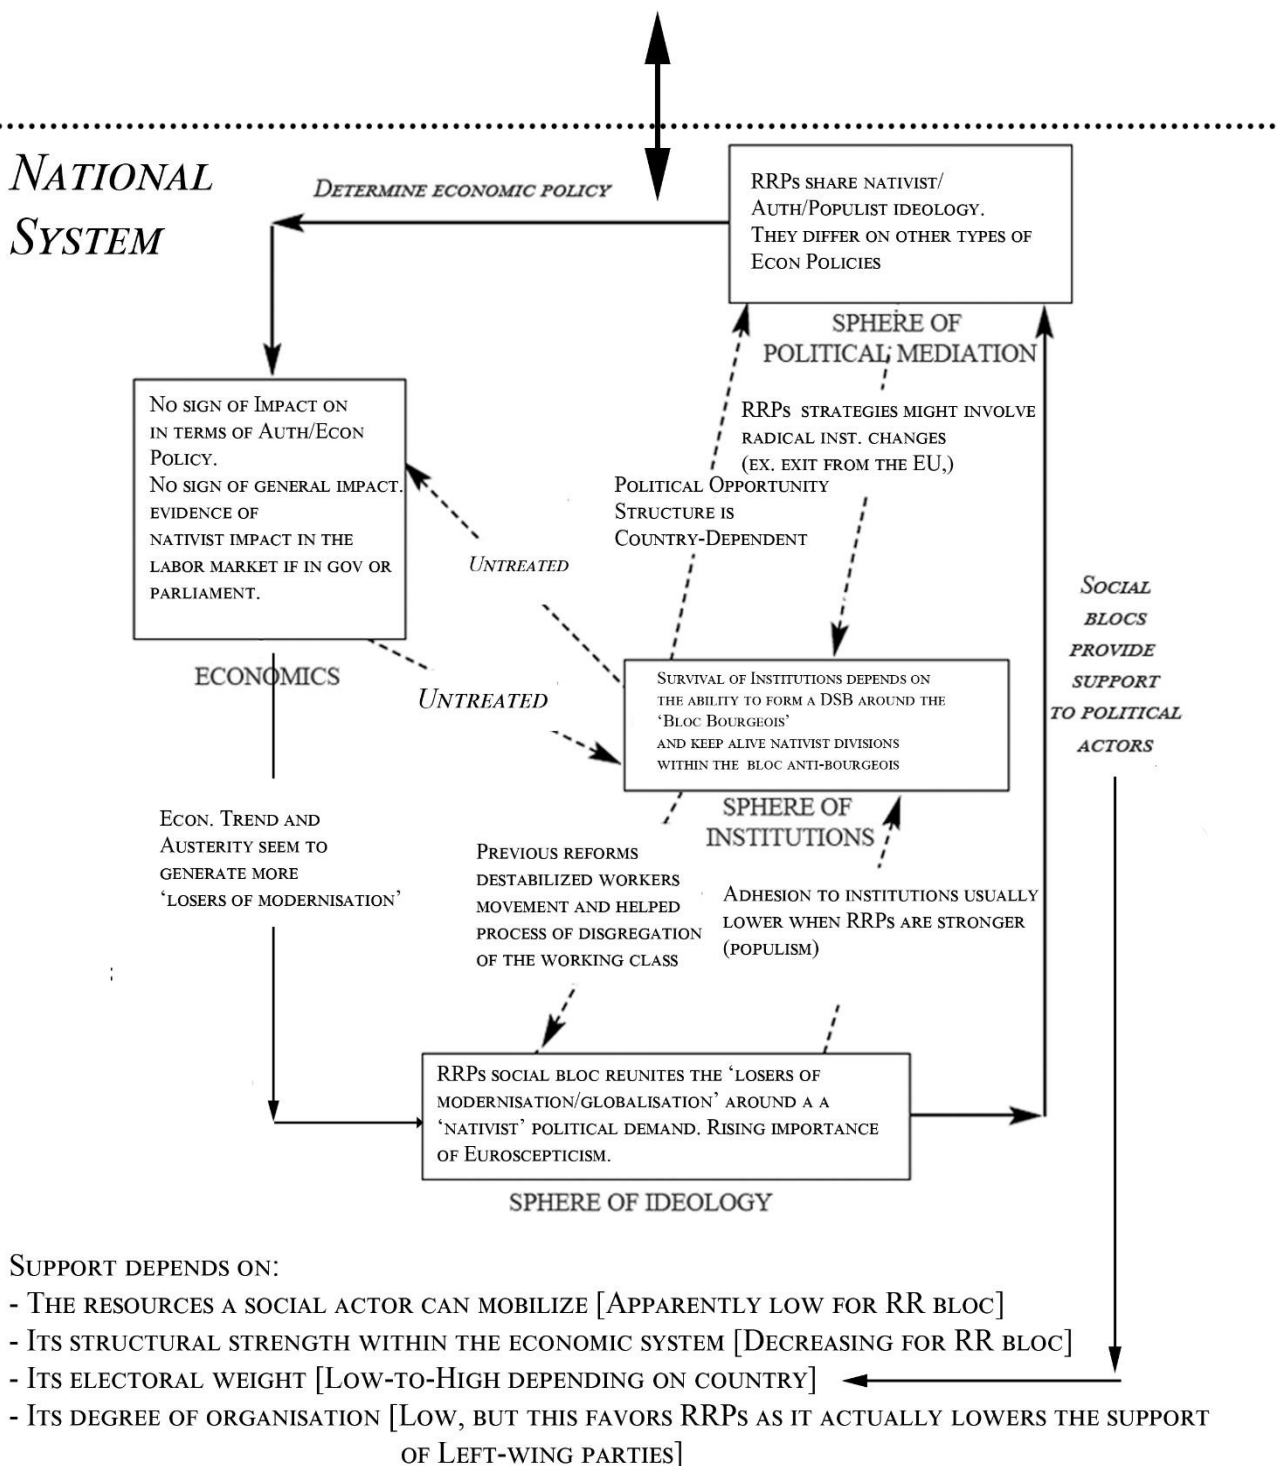 National
System
Determine economic policy
RRPs share nativist/
Auth/Populist ideology.
They differ on other types of
Econ Policies
SPHERE OF
POLITICAL MEDIATION
No sign of Impact on
in terms of Auth/Econ
Policy.
No sign of general impact.
evidence of
nativist impact in the
labor market if in gov or
parliament.
ECONOMICS
RRPs strategies might involve
radical inst. changes
(ex. exit from the EU,)
Political Opportunity
Structure is
Country-Dependent
Untreated
Untreated
Social
blocs
provide
support
to political
actors
Survival of Institutions depends on
the ability to form a DSB around the
‘Bloc Bourgeois’
and keep alive nativist divisions
within the bloc anti-bourgeois
SPHERE OF
INSTITUTIONS
Econ. Trend and
Austerity seem to
generate more
‘losers of modernisation’
Previous reforms
destabilized workers
movement and helped
process of disgregation
of the working class
Adhesion to institutions usually
lower when RRPs are stronger
(populism)
RRPs social bloc reunites the ‘losers of
modernisation/globalisation’ around a a
‘nativist’ political demand. Rising importance
of Euroscepticism.
SPHERE OF IDEOLOGY
Support depends on:
- The resources a social actor can mobilize [Apparently low for RR bloc]
- Its structural strength within the economic system [Decreasing for RR bloc]
- Its electoral weight [Low-to-High depending on country]
- Its degree of organisation [Low, but this favors RRPs as it actually lowers the support
of Left-wing parties]